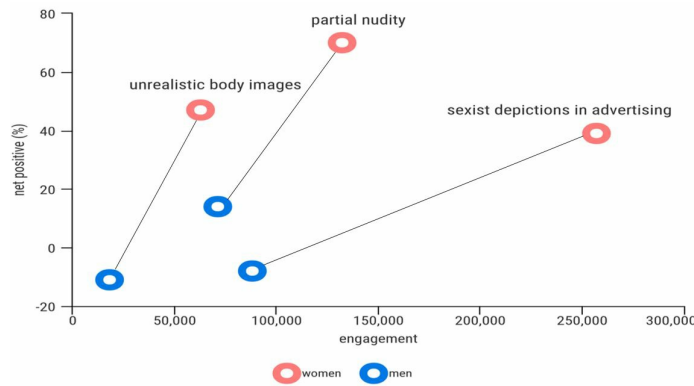 80
partial nudity
60
unrealistic body images
sexist depictions in advertising
40
net positive (%)
20
0
-20
0 50,000 100,000 150,000 200,000 250,000 300,000
engagement
women men